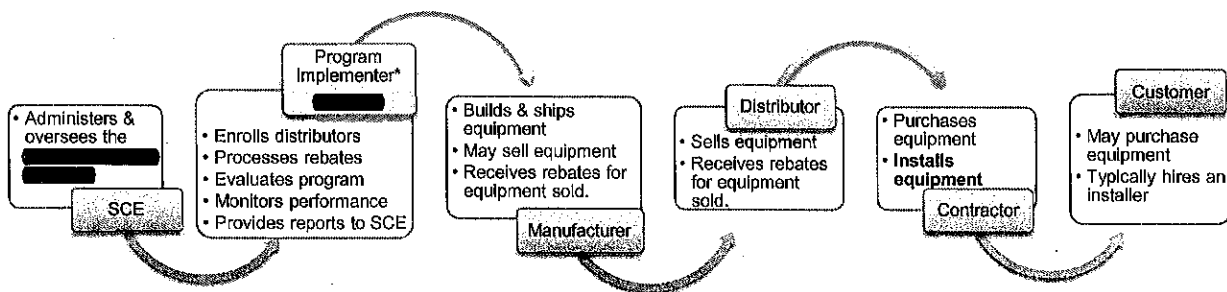 • Administers &
oversees the
SCE
Program
Implementer*
• Enrolls distributors
• Processes rebates
• Evaluates program
• Monitors performance
• Provides reports to SCE
• Builds & ships
equipment
• May sell equipment
• Receives rebates for
equipment sold.
Manufacturer
Distributor
• Sells equipment
• Receives rebates
for equipment
sold.
• Purchases
equipment
• Installs
equipment
Contractor
Customer
• May purchase
equipment
• Typically hires an
installer